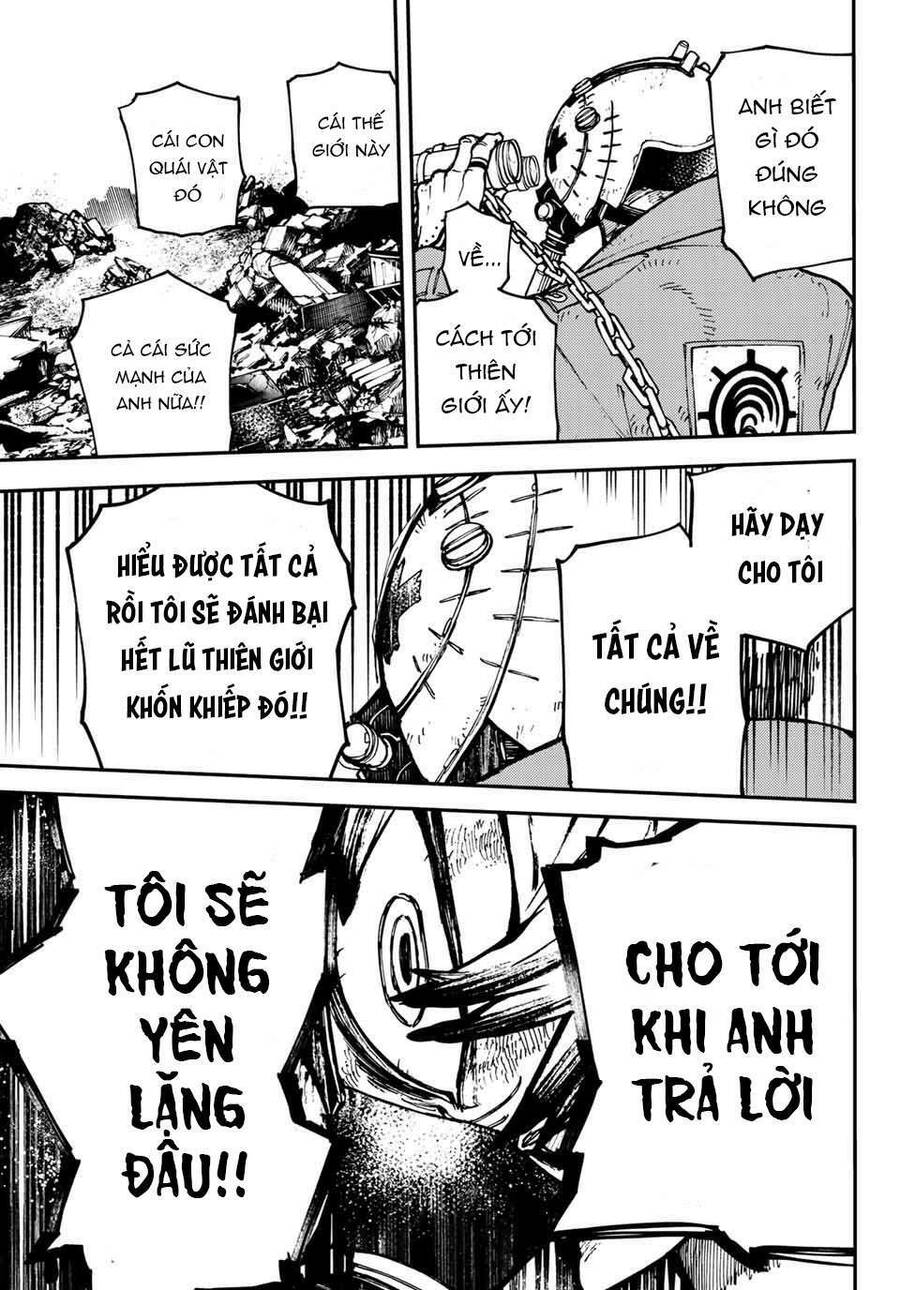 ANH BIẾT
GÌ ĐÓ
ĐÚNG
KHÔNG
VỀ...
CÁCH TỚI
THIÊN
GIỚI ẤY!
CÁI THẾ
GIỚI NÀY
CÁI CON
QUÁI VẬT
ĐÓ
CẢ CÁI SỨC
MẠNH CỦA
ANH NỮA!!
HÃY DẠY
CHO TÔI
TẤT CẢ VỀ
CHÚNG!!
HIỂU ĐƯỢC TẤT CẢ
RỒI TÔI SẼ ĐÁNH BẠI
HẾT LŨ THIÊN GIỚI
KHỐN KHIẾP ĐÓ!!
CHO TỚI
KHI ANH
TRẢ LỜI
TÔI SẼ
KHÔNG
YÊN
LẶNG
ĐÂU!!